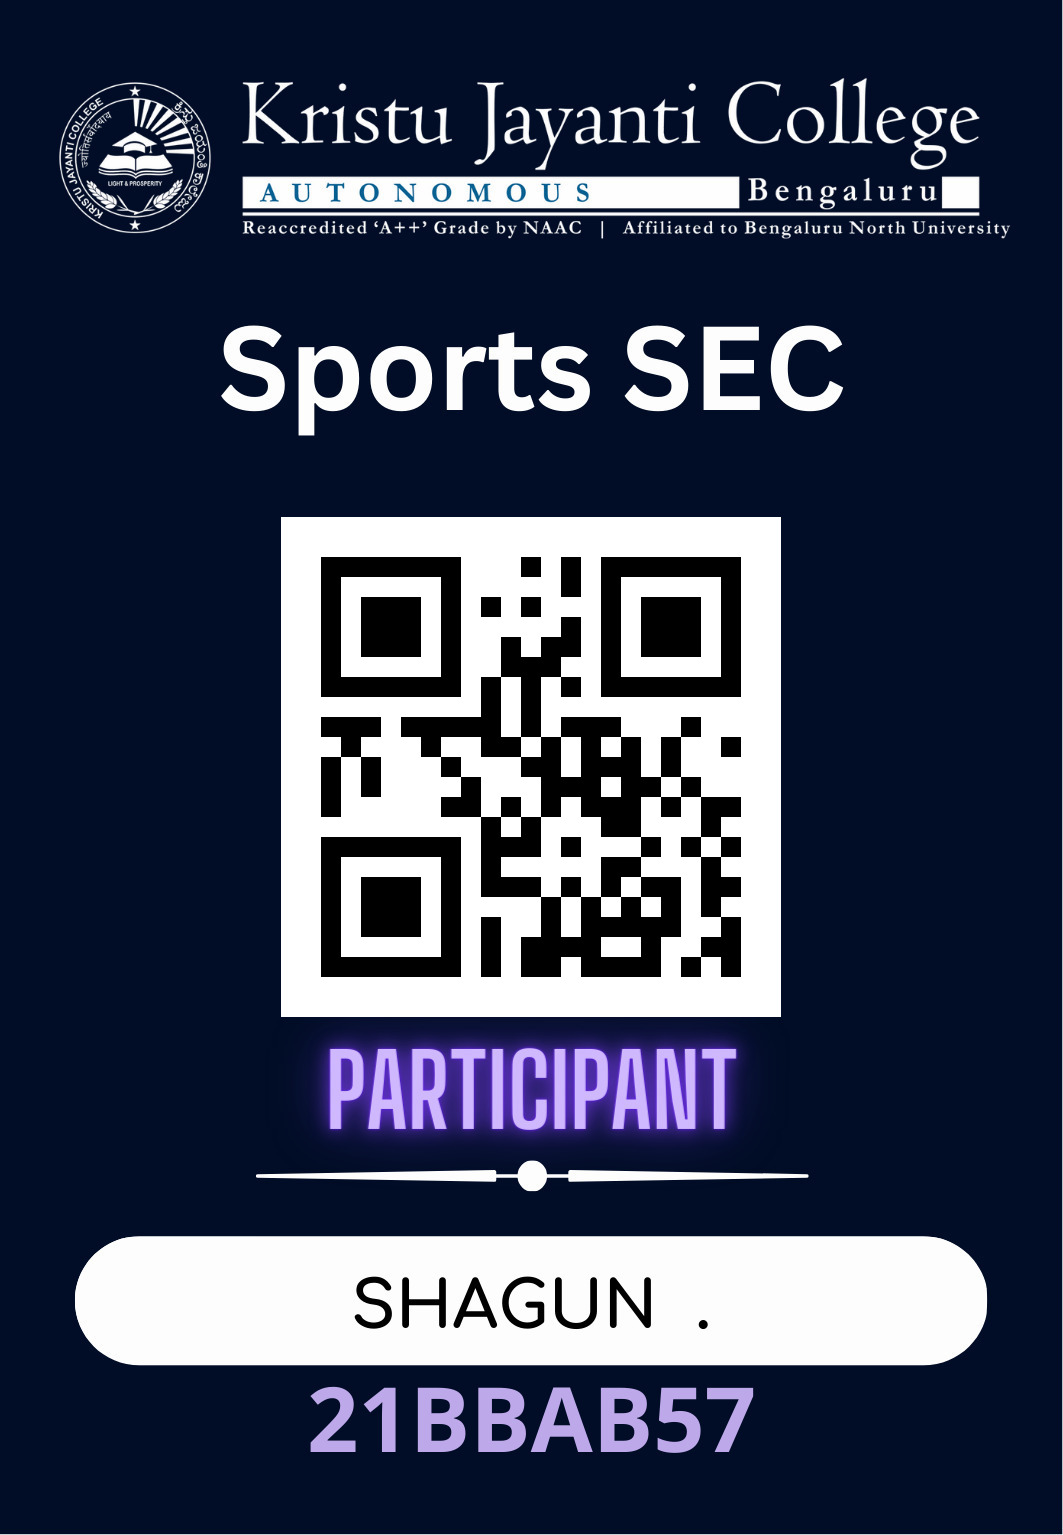 Kristu Jayanti College
AUTONOMOUS Bengaluru
Reaccredited ‘A++’ Grade by NAAC | Affiliated to Bengaluru North University
KRISTU JAYANTI COLLEGE
LIGHT & PROSPERITY
Sports SEC
PARTICIPANT
SHAGUN .
21BBAB57